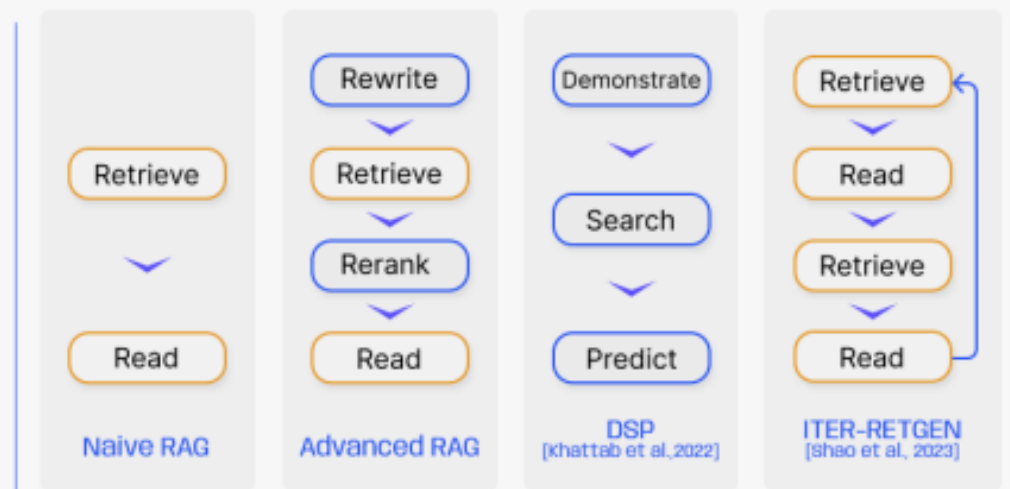 Retrieve
Read
Naive RAG
Rewrite
Retrieve
Rerank
Read
Advanced RAG
Demonstrate
Search
Predict
DSP
[Khattab et al.,2022]
Retrieve
Read
Retrieve
Read
ITER-RETGEN
[Shao et al., 2023]